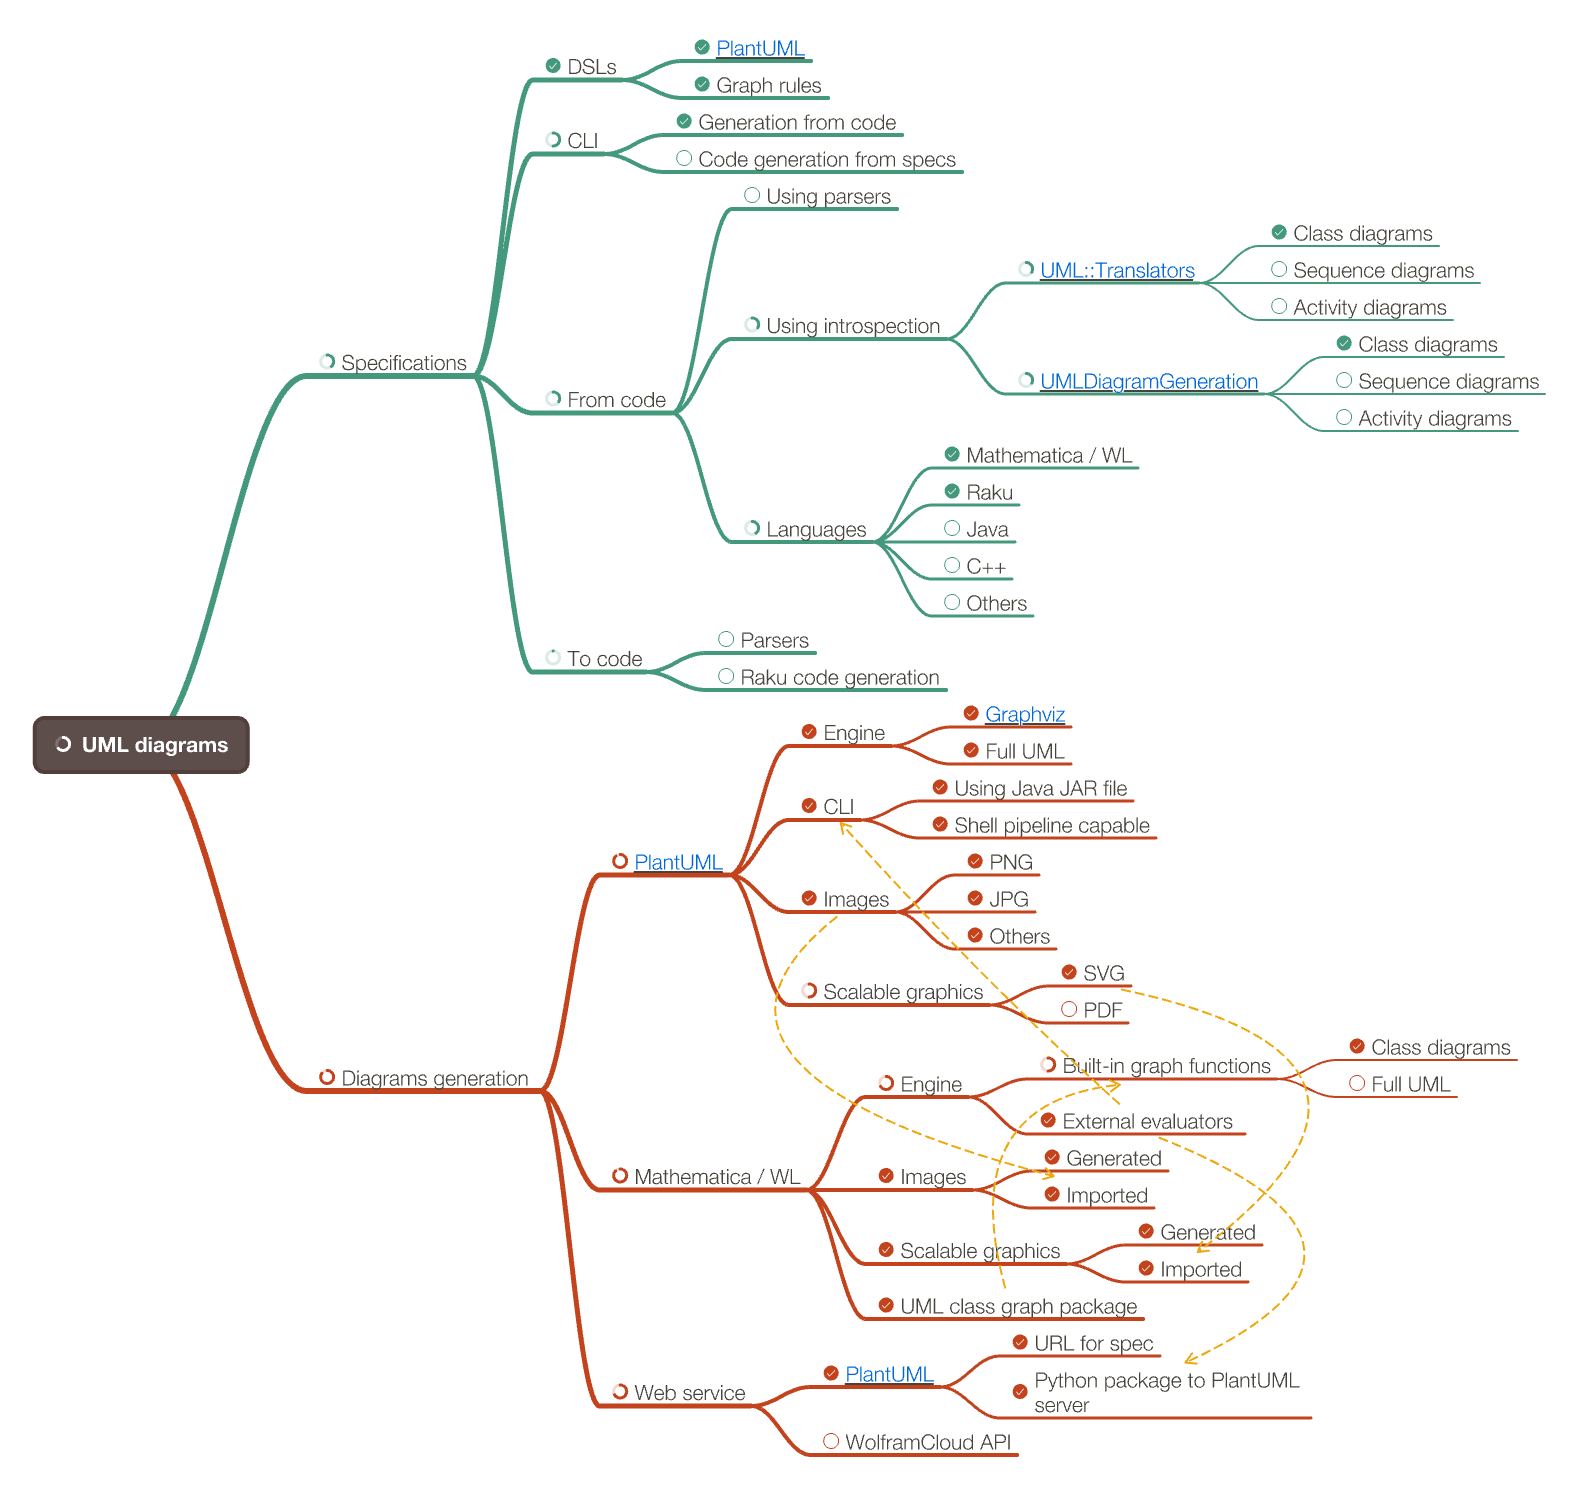 UML diagrams
Specifications
DSLs
PlantUML
Graph rules
CLI
Generation from code
Code generation from specs
From code
Using parsers
Using introspection
UML::Translators
Class diagrams
Sequence diagrams
Activity diagrams
UMLDiagramGeneration
Class diagrams
Sequence diagrams
Activity diagrams
Languages
Mathematica / WL
Raku
Java
C++
Others
To code
Parsers
Raku code generation
Diagrams generation
PlantUML
Engine
Graphviz
Full UML
CLI
Using Java JAR file
Shell pipeline capable
Images
PNG
JPG
Others
Scalable graphics
SVG
PDF
Mathematica / WL
Engine
Built-in graph functions
Class diagrams
Full UML
External evaluators
Images
Generated
Imported
Scalable graphics
Generated
Imported
UML class graph package
Web service
PlantUML
URL for spec
Python package to PlantUML
server
WolframCloud API